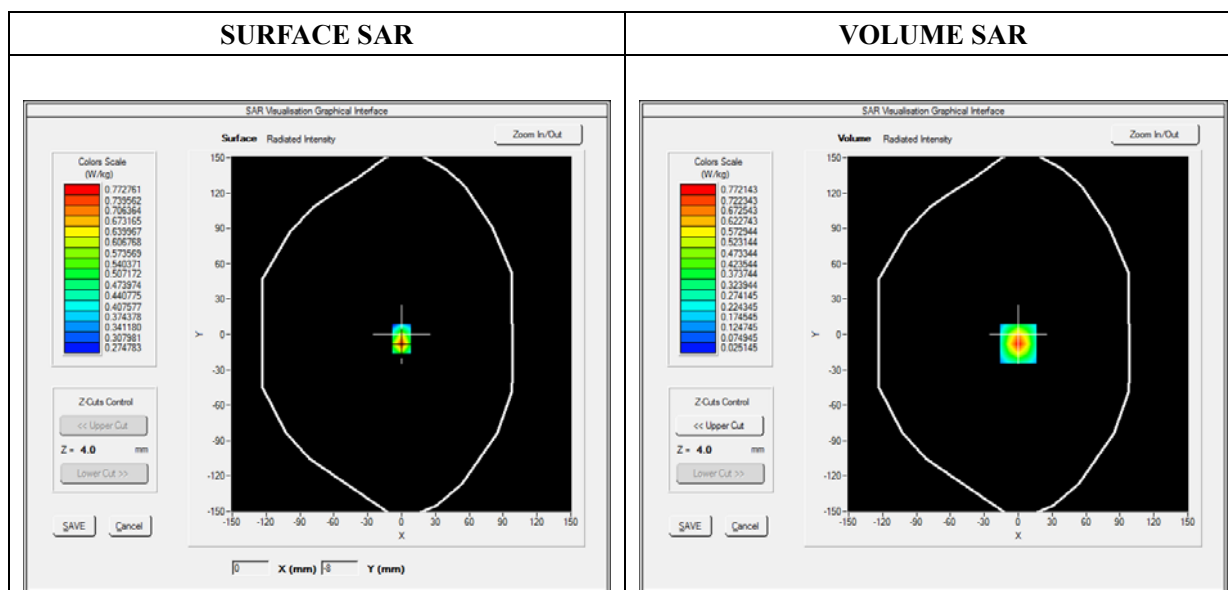 SURFACE SAR
VOLUME SAR
SAR Visualisation Graphical Interface
Surface Radiated Intensity
Zoom In/Out
Colors Scale
(W/kg)
0.772761
0.739562
0.706364
0.673165
0.639967
0.606768
0.573569
0.540371
0.507172
0.473974
0.440775
0.407577
0.374378
0.341180
0.307981
0.274783
Z-Cuts Control
<< Upper Cut
Z = 4.0 mm
Lower Cut >>
SAVE Cancel
150
120
90
60
30
0
-30
-60
-90
-120
-150
Y
-150 -120 -90 -60 -30 0 30 60 90 120 150
X
0 X (mm) -8 Y (mm)
SAR Visualisation Graphical Interface
Volume Radiated Intensity
Zoom In/Out
Colors Scale
(W/kg)
0.772143
0.722343
0.672543
0.622743
0.572944
0.523144
0.473344
0.423544
0.373744
0.323944
0.274145
0.224345
0.174545
0.124745
0.074945
0.025145
Z-Cuts Control
<< Upper Cut
Z = 4.0 mm
Lower Cut >>
SAVE Cancel
150
120
90
60
30
0
-30
-60
-90
-120
-150
Y
-150 -120 -90 -60 -30 0 30 60 90 120 150
X